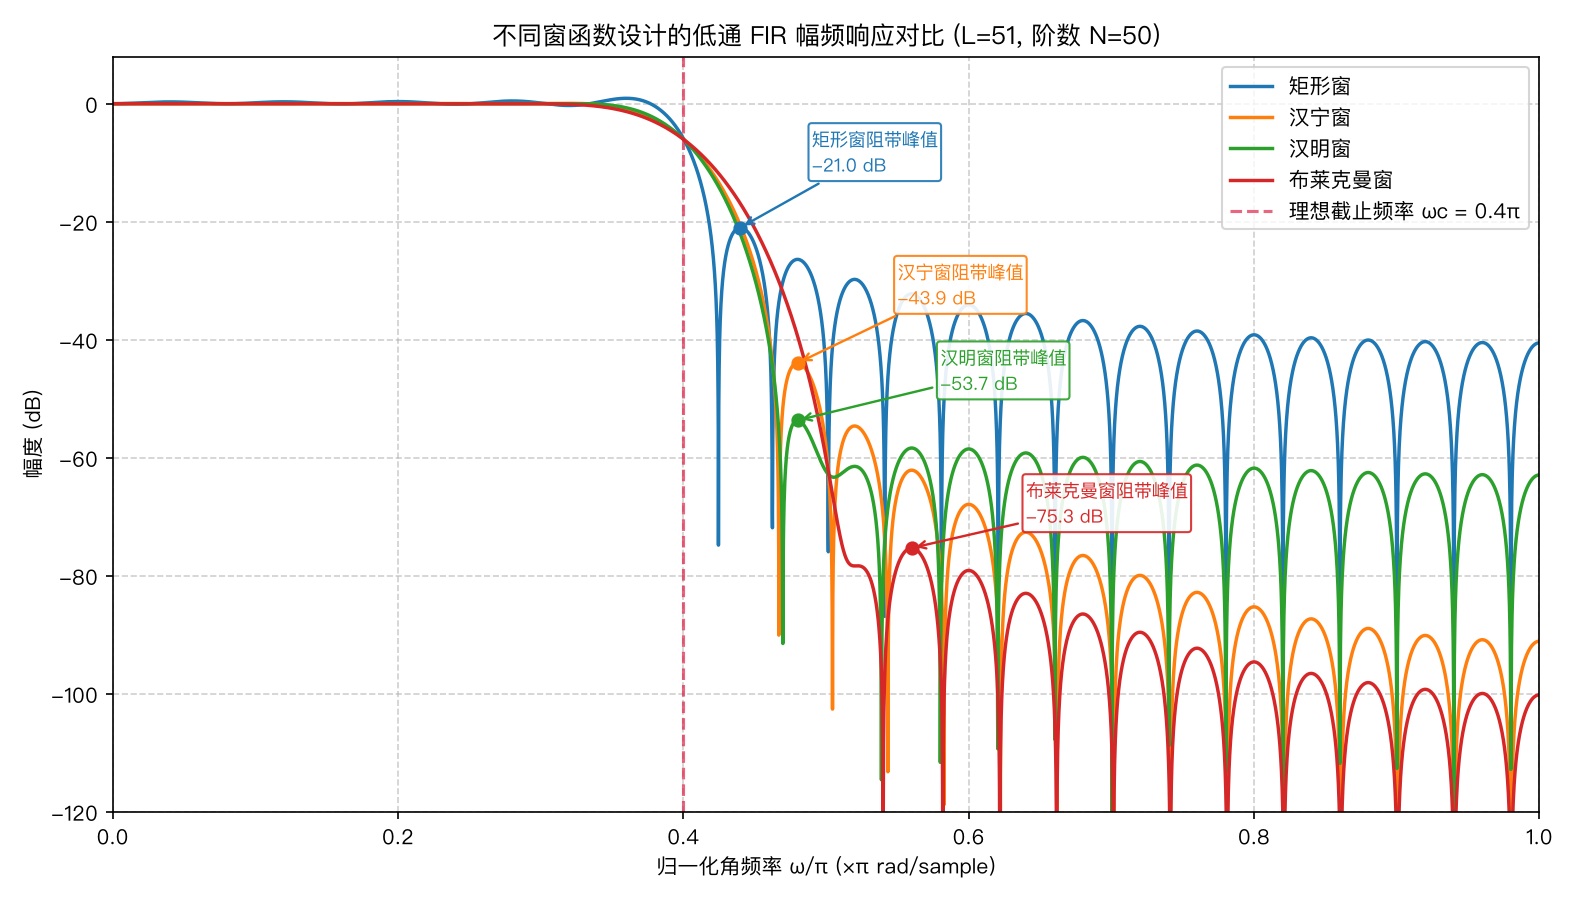 不同窗函数设计的低通 FIR 幅频响应对比 (L=51, 阶数 N=50)
矩形窗
汉宁窗
汉明窗
布莱克曼窗
理想截止频率 ωc = 0.4π
矩形窗阻带峰值
−21.0 dB
汉宁窗阻带峰值
−43.9 dB
汉明窗阻带峰值
−53.7 dB
布莱克曼窗阻带峰值
−75.3 dB
幅度 (dB)
0
−20
−40
−60
−80
−100
−120
0.0
0.2
0.4
0.6
0.8
1.0
归一化角频率 ω/π (×π rad/sample)